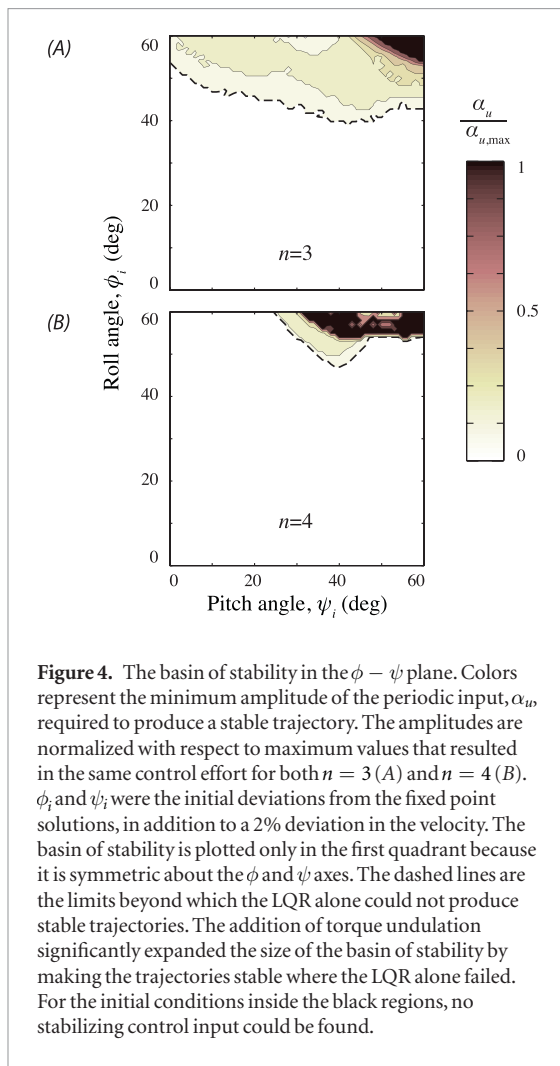 (A)
60
40
20
0
n=3
Roll angle, ϕᵢ (deg)
(B)
60
40
20
0
n=4
0 20 40 60
Pitch angle, ψᵢ (deg)
αᵤ
αᵤ,max
1
0.5
0
Figure 4. The basin of stability in the ϕ − ψ plane. Colors
represent the minimum amplitude of the periodic input, αᵤ,
required to produce a stable trajectory. The amplitudes are
normalized with respect to maximum values that resulted
in the same control effort for both n = 3 (A) and n = 4 (B).
ϕᵢ and ψᵢ were the initial deviations from the fixed point
solutions, in addition to a 2% deviation in the velocity. The
basin of stability is plotted only in the first quadrant because
it is symmetric about the ϕ and ψ axes. The dashed lines are
the limits beyond which the LQR alone could not produce
stable trajectories. The addition of torque undulation
significantly expanded the size of the basin of stability by
making the trajectories stable where the LQR alone failed.
For the initial conditions inside the black regions, no
stabilizing control input could be found.